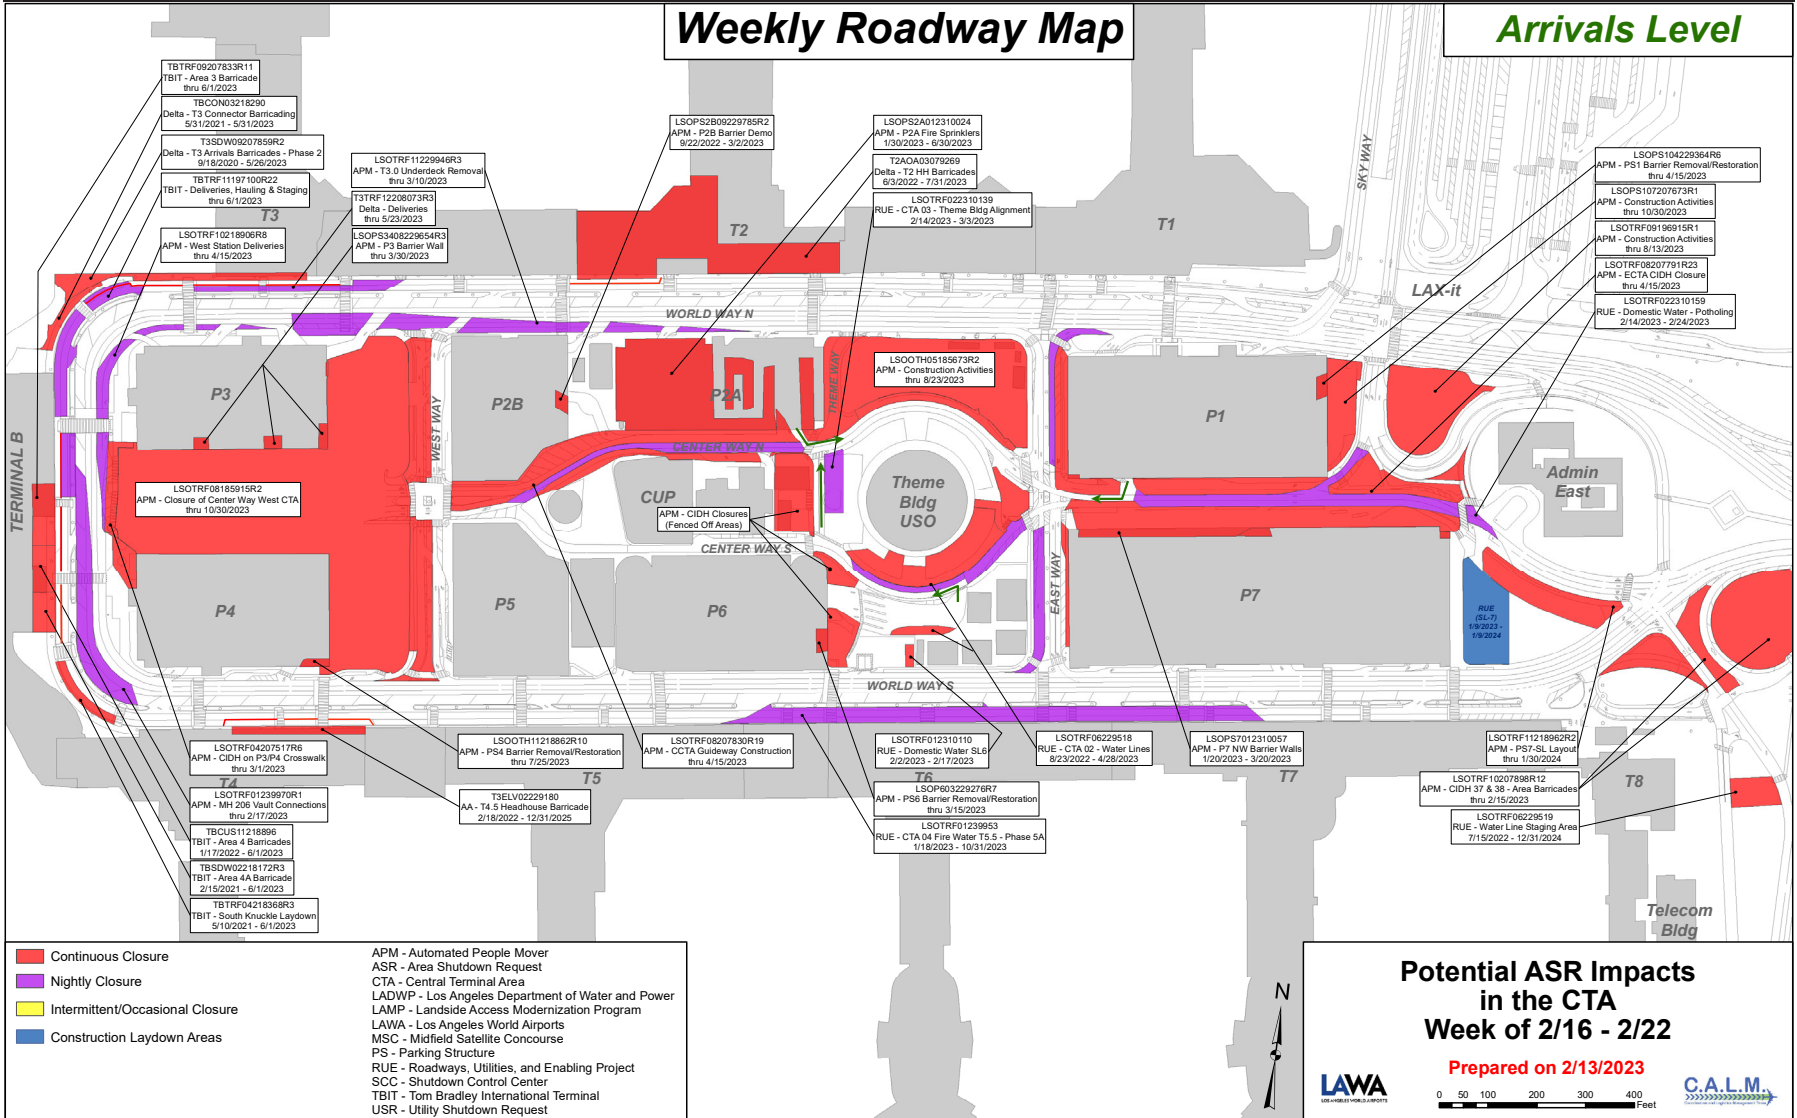 Weekly Roadway Map
Arrivals Level
TBTRF09207833R11
TBIT - Area 3 Barricade
thru 6/1/2023
TBCON03218290
Delta - T3 Connector Barricading
5/31/2021 - 5/31/2023
T3SDW09207859R2
Delta - T3 Arrivals Barricades - Phase 2
9/18/2020 - 5/26/2023
TBTRF11197100R22
TBIT - Deliveries, Hauling & Staging
thru 6/1/2023
LSOTRF10218906R8
APM - West Station Deliveries
thru 4/15/2023
LSOTRF11229946R3
APM - T3.0 Underdeck Removal
thru 3/10/2023
T3TRF12208073R3
Delta - Deliveries
thru 5/23/2023
LSOPS3408229654R3
APM - P3 Barrier Wall
thru 3/30/2023
LSOPS2B09229785R2
APM - P2B Barrier Demo
9/22/2022 - 3/2/2023
LSOPS2A012310024
APM - P2A Fire Sprinklers
1/30/2023 - 6/30/2023
T2AOA03079269
Delta - T2 HH Barricades
6/3/2022 - 7/31/2023
LSOTRF022310139
RUE - CTA 03 - Theme Bldg Alignment
2/14/2023 - 3/3/2023
LSOPS104229364R6
APM - PS1 Barrier Removal/Restoration
thru 4/15/2023
LSOPS107207673R1
APM - Construction Activities
thru 10/30/2023
LSOTRF09196915R1
APM - Construction Activities
thru 8/13/2023
LSOTRF08207791R23
APM - ECTA CIDH Closure
thru 4/15/2023
LSOTRF022310159
RUE - Domestic Water - Potholing
2/14/2023 - 2/24/2023
T3
T2
T1
SKY WAY
LAX-it
WORLD WAY N
LSOOTH05185673R2
APM - Construction Activities
thru 8/23/2023
P3
WEST WAY
P2B
P2A
THEME WAY
P1
TERMINAL B
CENTER WAY N
LSOTRF08185915R2
APM - Closure of Center Way West CTA
thru 10/30/2023
CUP
APM - CIDH Closures
(Fenced Off Areas)
Theme
Bldg
USO
Admin
East
CENTER WAY S
EAST WAY
P4
P5
P6
P7
RUE
(SL-7)
1/9/2023 -
1/9/2024
WORLD WAY S
LSOTRF04207517R6
APM - CIDH on P3/P4 Crosswalk
thru 3/1/2023
T4
LSOTRF01239970R1
APM - MH 206 Vault Connections
thru 2/17/2023
TBCUS11218896
TBIT - Area 4 Barricades
1/17/2022 - 6/1/2023
TBSDW02218172R3
TBIT - Area 4A Barricade
2/15/2021 - 6/1/2023
TBTRF04218368R3
TBIT - South Knuckle Laydown
5/10/2021 - 6/1/2023
LSOOTH11218862R10
APM - PS4 Barrier Removal/Restoration
thru 7/25/2023
T3ELV02229180
AA - T4.5 Headhouse Barricade
2/18/2022 - 12/31/2025
T5
LSOTRF08207830R19
APM - CCTA Guideway Construction
thru 4/15/2023
LSOTRF012310110
RUE - Domestic Water SL6
2/2/2023 - 2/17/2023
T6
LSOP603229276R7
APM - PS6 Barrier Removal/Restoration
thru 3/15/2023
LSOTRF01239953
RUE - CTA 04 Fire Water T5.5 - Phase 5A
1/18/2023 - 10/31/2023
LSOTRF06229518
RUE - CTA 02 - Water Lines
8/23/2022 - 4/28/2023
LSOPS7012310057
APM - P7 NW Barrier Walls
1/20/2023 - 3/20/2023
T7
LSOTRF11218962R2
APM - PS7-SL Layout
thru 1/30/2024
LSOTRF10207898R12
APM - CIDH 37 & 38 - Area Barricades
thru 2/15/2023
LSOTRF06229519
RUE - Water Line Staging Area
7/15/2022 - 12/31/2024
T8
Telecom
Bldg
Continuous Closure
Nightly Closure
Intermittent/Occasional Closure
Construction Laydown Areas
APM - Automated People Mover
ASR - Area Shutdown Request
CTA - Central Terminal Area
LADWP - Los Angeles Department of Water and Power
LAMP - Landside Access Modernization Program
LAWA - Los Angeles World Airports
MSC - Midfield Satellite Concourse
PS - Parking Structure
RUE - Roadways, Utilities, and Enabling Project
SCC - Shutdown Control Center
TBIT - Tom Bradley International Terminal
USR - Utility Shutdown Request
N
Potential ASR Impacts
in the CTA
Week of 2/16 - 2/22
Prepared on 2/13/2023
LAWA
LOS ANGELES WORLD AIRPORTS
0 50 100 200 300 400
Feet
C.A.L.M.